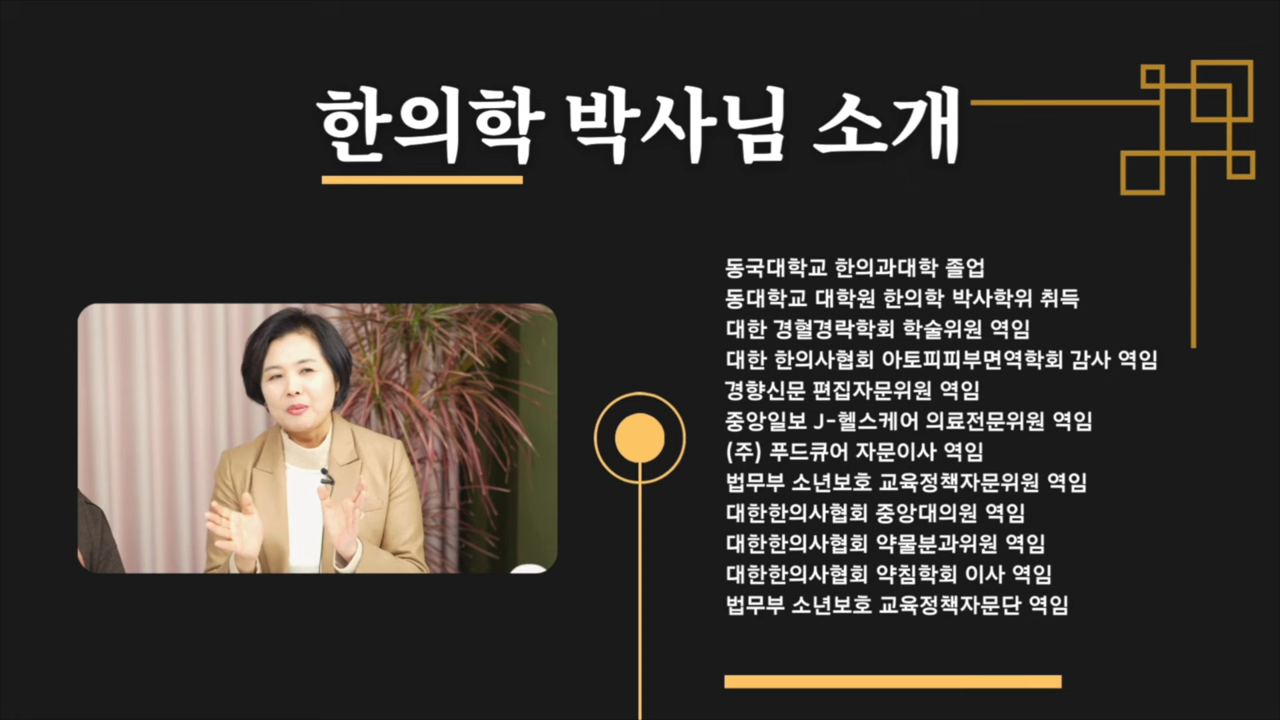 한의학 박사님 소개
동국대학교 한의과대학 졸업
동대학교 대학원 한의학 박사학위 취득
대한 경혈경락학회 학술위원 역임
대한 한의사협회 아토피피부면역학회 감사 역임
경향신문 편집자문위원 역임
중앙일보 J-헬스케어 의료전문위원 역임
(주) 푸드큐어 자문이사 역임
법무부 소년보호 교육정책자문위원 역임
대한한의사협회 중앙대의원 역임
대한한의사협회 약물분과위원 역임
대한한의사협회 약침학회 이사 역임
법무부 소년보호 교육정책자문단 역임